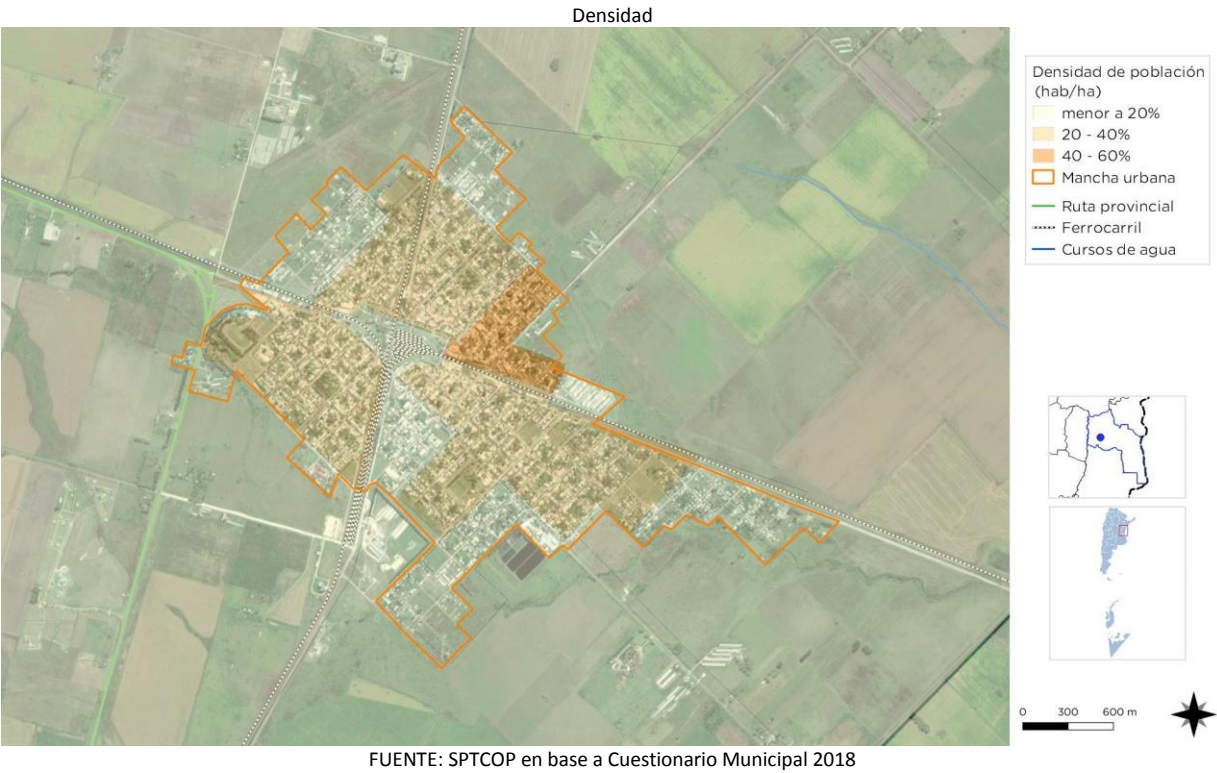 Densidad
Densidad de población
(hab/ha)
menor a 20%
20 - 40%
40 - 60%
Mancha urbana
Ruta provincial
Ferrocarril
Cursos de agua
0 300 600 m
FUENTE: SPTCOP en base a Cuestionario Municipal 2018